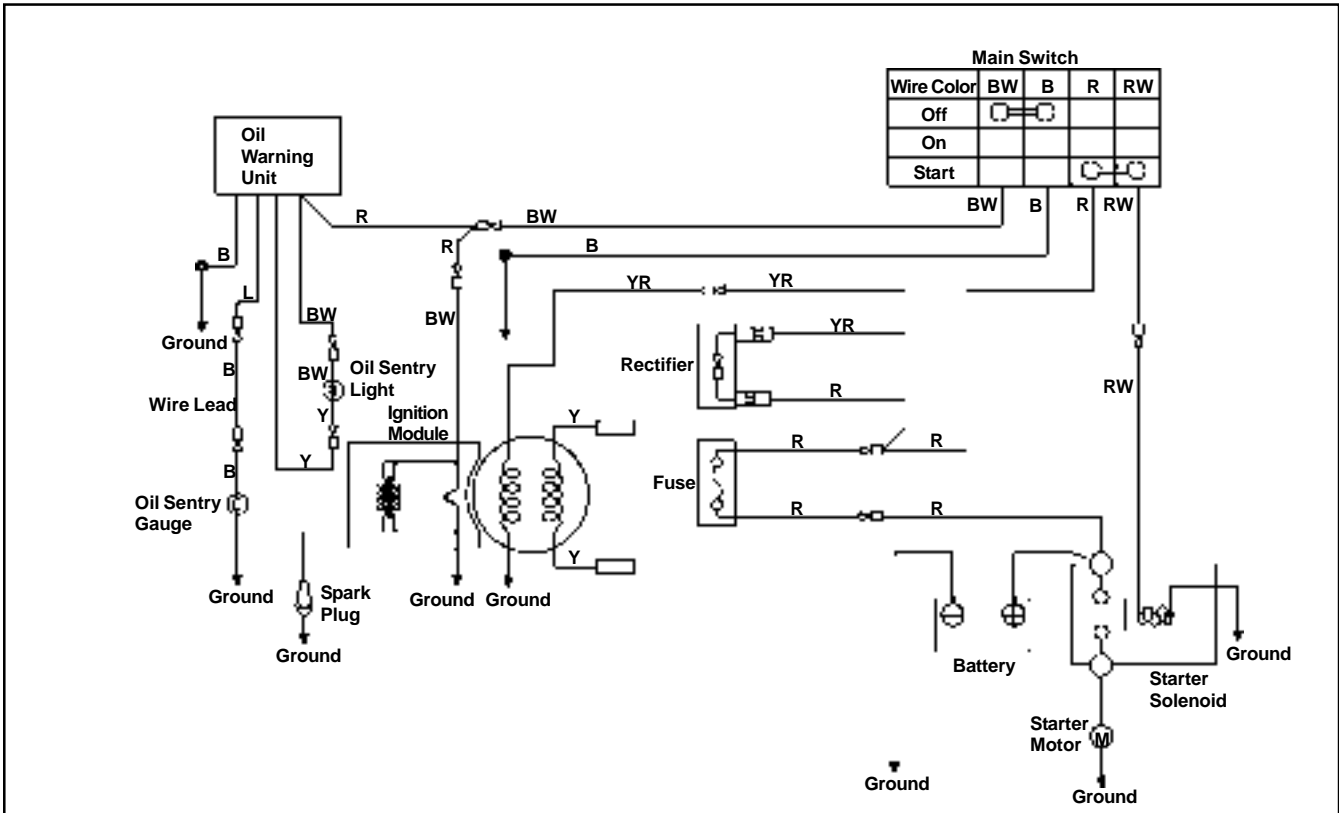 Main Switch
Wire Color BW B R RW
Off
On
Start
BW B R RW
Oil
Warning
Unit
R
BW
R
B
B
L
YR
YR
BW
BW
Ground
YR
Rectifier
RW
B
BW
Oil Sentry
Light
R
Wire Lead
Y
Ignition
Module
Y
R
R
Y
B
Fuse
Oil Sentry
Gauge
R
R
Y
Ground
Spark
Plug
Ground
Ground
Ground
Battery
Ground
Starter
Solenoid
Starter
Motor
M
Ground
Ground